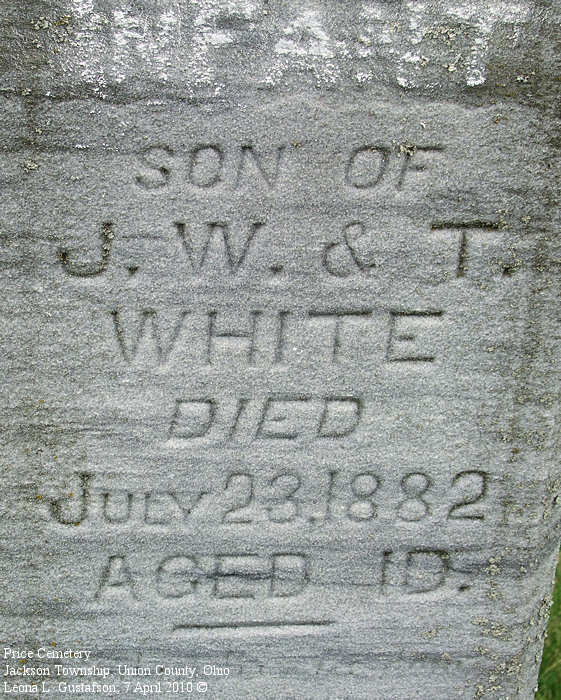 INFANT
SON OF
J. W. & T.
WHITE
DIED
JULY 23, 1882
AGED 1D.
Price Cemetery
Jackson Township, Union County, Ohio
Leona L. Gustafson, 7 April 2010 ©